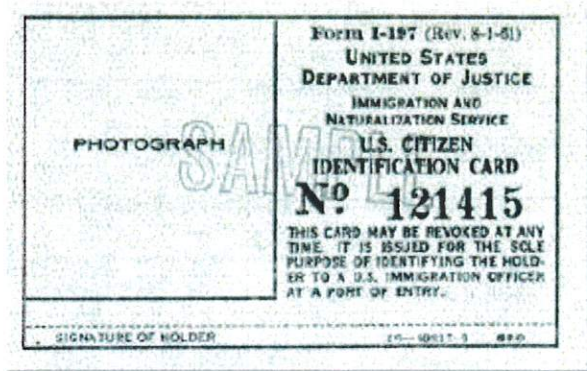 Form I-197 (Rev. 8-1-61)
UNITED STATES
DEPARTMENT OF JUSTICE
IMMIGRATION AND
NATURALIZATION SERVICE
PHOTOGRAPH
SAMPLE
U.S. CITIZEN
IDENTIFICATION CARD
Nº 121415
THIS CARD MAY BE REVOKED AT ANY
TIME. IT IS ISSUED FOR THE SOLE
PURPOSE OF IDENTIFYING THE HOLD-
ER TO A U.S. IMMIGRATION OFFICER
AT A PORT OF ENTRY.
SIGNATURE OF HOLDER
GPO